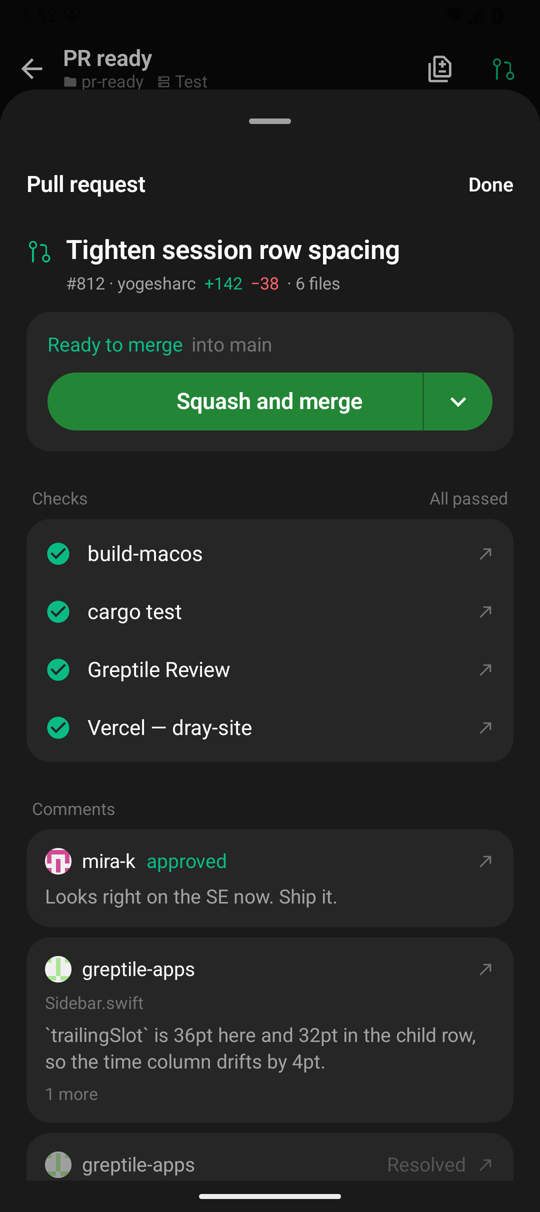 6:52
PR ready
pr-ready Test
Pull request
Done
Tighten session row spacing
#812 · yogesharc +142 −38 · 6 files
Ready to merge into main
Squash and merge
Checks
All passed
build-macos
cargo test
Greptile Review
Vercel — dray-site
Comments
mira-k approved
Looks right on the SE now. Ship it.
greptile-apps
Sidebar.swift
`trailingSlot` is 36pt here and 32pt in the child row,
so the time column drifts by 4pt.
1 more
greptile-apps
Resolved